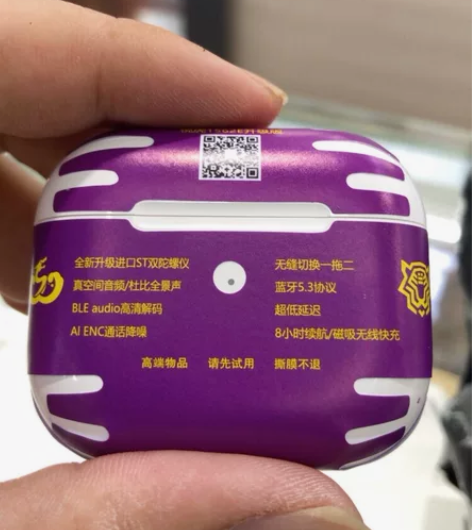 全新升级进口ST双陀螺仪
真空间音频/杜比全景声
BLE audio高清解码
AI ENC通话降噪
无缝切换一拖二
蓝牙5.3协议
超低延迟
8小时续航/磁吸无线快充
高端物品 请先试用 撕膜不退